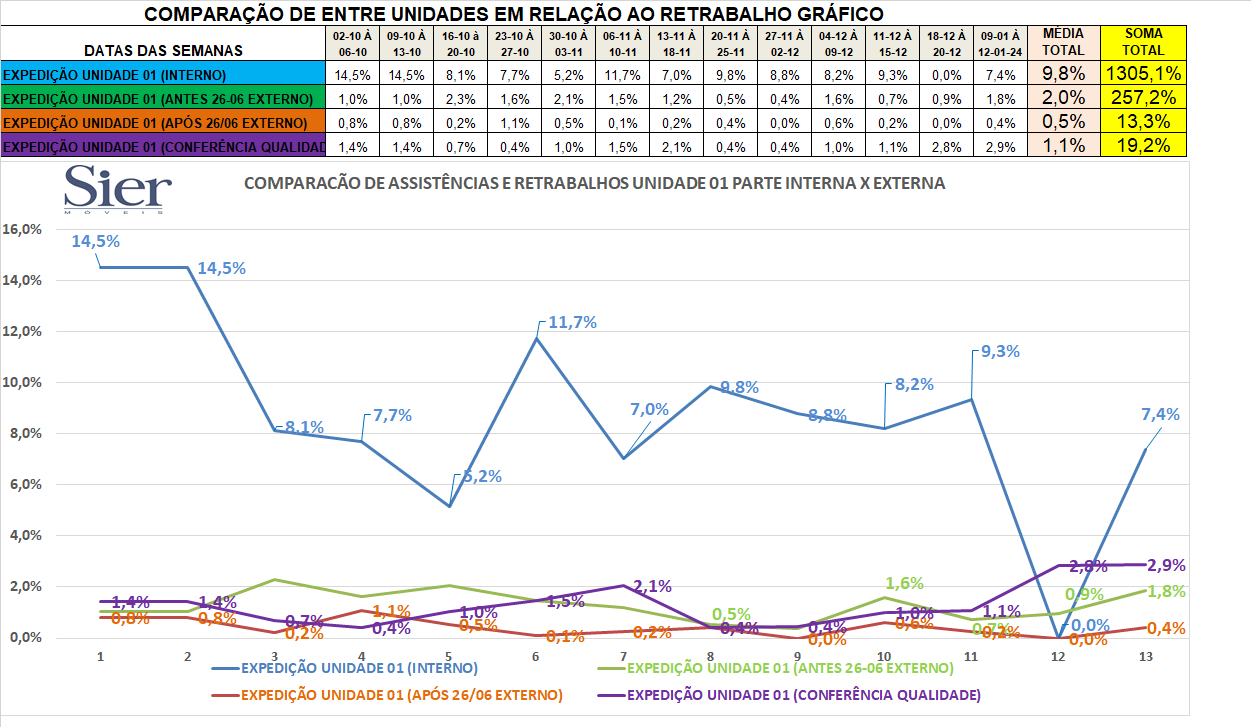 COMPARAÇÃO DE ENTRE UNIDADES EM RELAÇÃO AO RETRABALHO GRÁFICO
DATAS DAS SEMANAS 02-10 À 06-10 09-10 À 13-10 16-10 à 20-10 23-10 À 27-10 30-10 À 03-11 06-11 À 10-11 13-11 À 18-11 20-11 À 25-11 27-11 À 02-12 04-12 À 09-12 11-12 À 15-12 18-12 À 20-12 09-01 À 12-01-24 MÉDIA TOTAL SOMA TOTAL
EXPEDIÇÃO UNIDADE 01 (INTERNO) 14,5% 14,5% 8,1% 7,7% 5,2% 11,7% 7,0% 9,8% 8,8% 8,2% 9,3% 0,0% 7,4% 9,8% 1305,1%
EXPEDIÇÃO UNIDADE 01 (ANTES 26-06 EXTERNO) 1,0% 1,0% 2,3% 1,6% 2,1% 1,5% 1,2% 0,5% 0,4% 1,6% 0,7% 0,9% 1,8% 2,0% 257,2%
EXPEDIÇÃO UNIDADE 01 (APÓS 26/06 EXTERNO) 0,8% 0,8% 0,2% 1,1% 0,5% 0,1% 0,2% 0,4% 0,0% 0,6% 0,2% 0,0% 0,4% 0,5% 13,3%
EXPEDIÇÃO UNIDADE 01 (CONFERÊNCIA QUALIDAD 1,4% 1,4% 0,7% 0,4% 1,0% 1,5% 2,1% 0,4% 0,4% 1,0% 1,1% 2,8% 2,9% 1,1% 19,2%
Sier
MÓVEIS
COMPARACÃO DE ASSISTÊNCIAS E RETRABALHOS UNIDADE 01 PARTE INTERNA X EXTERNA
16,0%
14,5%
14,5%
14,0%
12,0%
11,7%
10,0%
9,8%
9,3%
8,2%
8,0%
8,1%
7,7%
7,0%
8,8%
7,4%
6,0%
5,2%
4,0%
2,0%
1,4% 1,4% 0,7% 0,4% 1,0% 1,5% 2,1% 0,4% 0,4% 1,0% 1,1% 2,8% 2,9%
0,5% 1,6% 0,7% 0,9% 1,8%
0,8% 0,8% 0,2% 1,1% 0,5% 0,1% 0,2% 0,0% 0,6% 0,2% 0,0% 0,4%
0,0%
0,0%
1 2 3 4 5 6 7 8 9 10 11 12 13
EXPEDIÇÃO UNIDADE 01 (INTERNO) EXPEDIÇÃO UNIDADE 01 (ANTES 26-06 EXTERNO)
EXPEDIÇÃO UNIDADE 01 (APÓS 26/06 EXTERNO) EXPEDIÇÃO UNIDADE 01 (CONFERÊNCIA QUALIDADE)